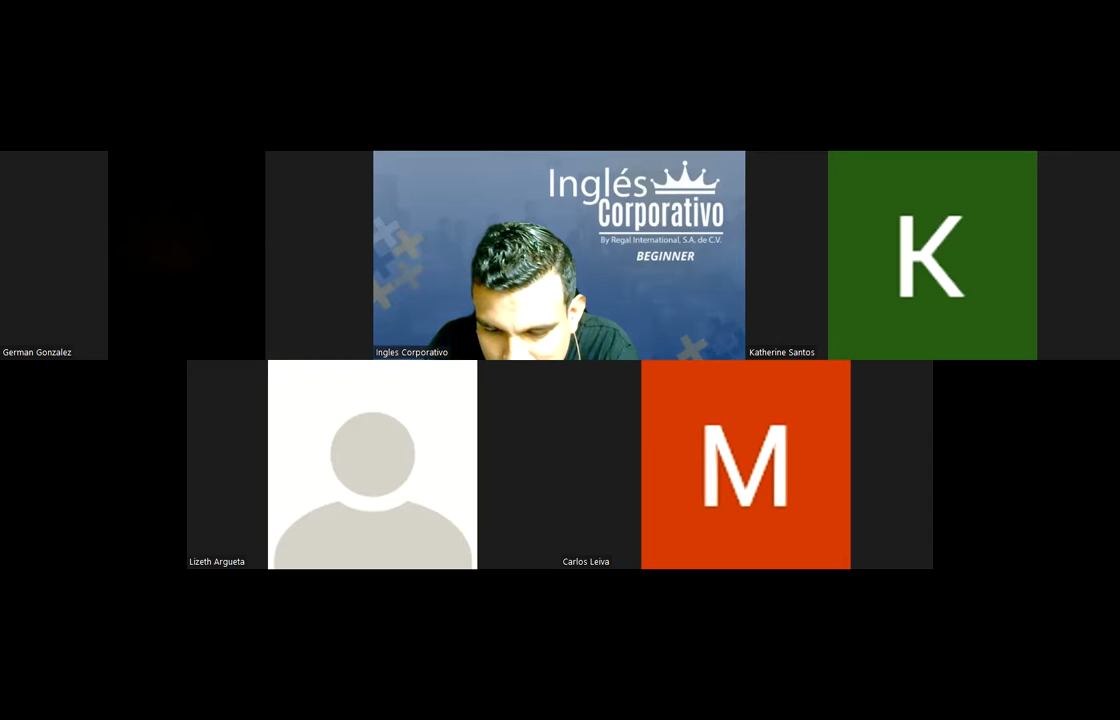 Inglés
Corporativo
By Regal International, S.A. de C.V.
BEGINNER
German Gonzalez
Ingles Corporativo
Katherine Santos
K
Lizeth Argueta
Carlos Leiva
M